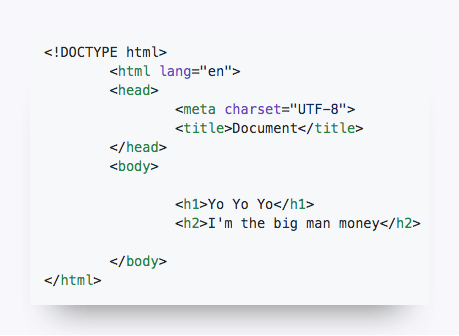 <!DOCTYPE html>
<html lang="en">
<head>
<meta charset="UTF-8">
<title>Document</title>
</head>
<body>
<h1>Yo Yo Yo</h1>
<h2>I'm the big man money</h2>
</body>
</html>